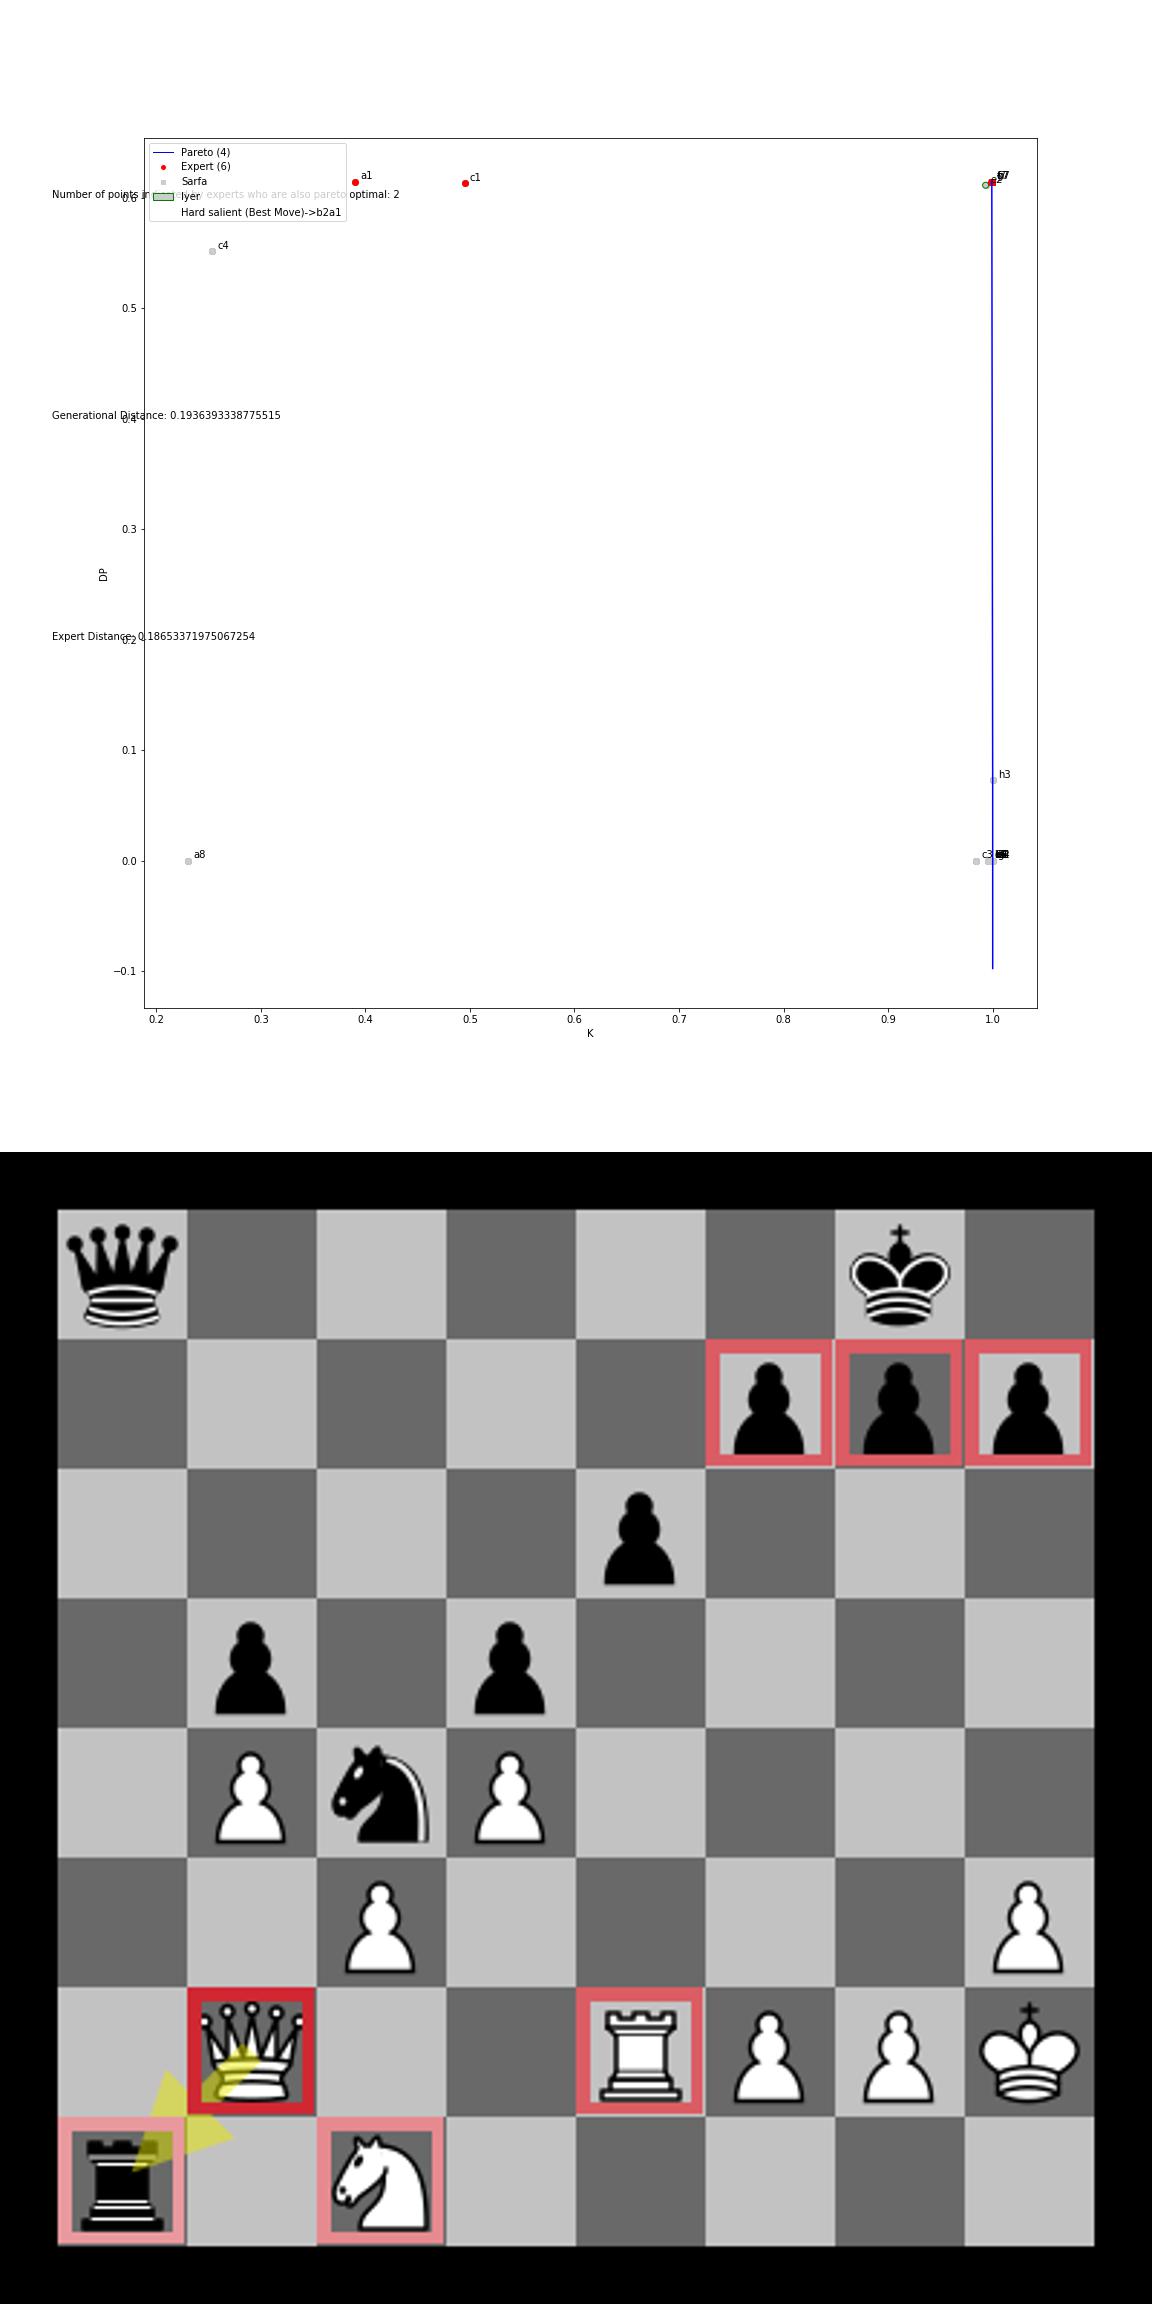 Pareto (4)
Expert (6)
Sarfa
Iyer
Hard salient (Best Move)->b2a1
a1
c1
Number of points indicated by experts who are also pareto optimal: 2
0.6
c4
0.5
Generational Distance: 0.1936393338775515
0.4
0.3
DP
Expert Distance: 0.18653371975067254
0.2
0.1
h3
0.0
a8
c3
−0.1
0.2 0.3 0.4 0.5 0.6 0.7 0.8 0.9 1.0
K